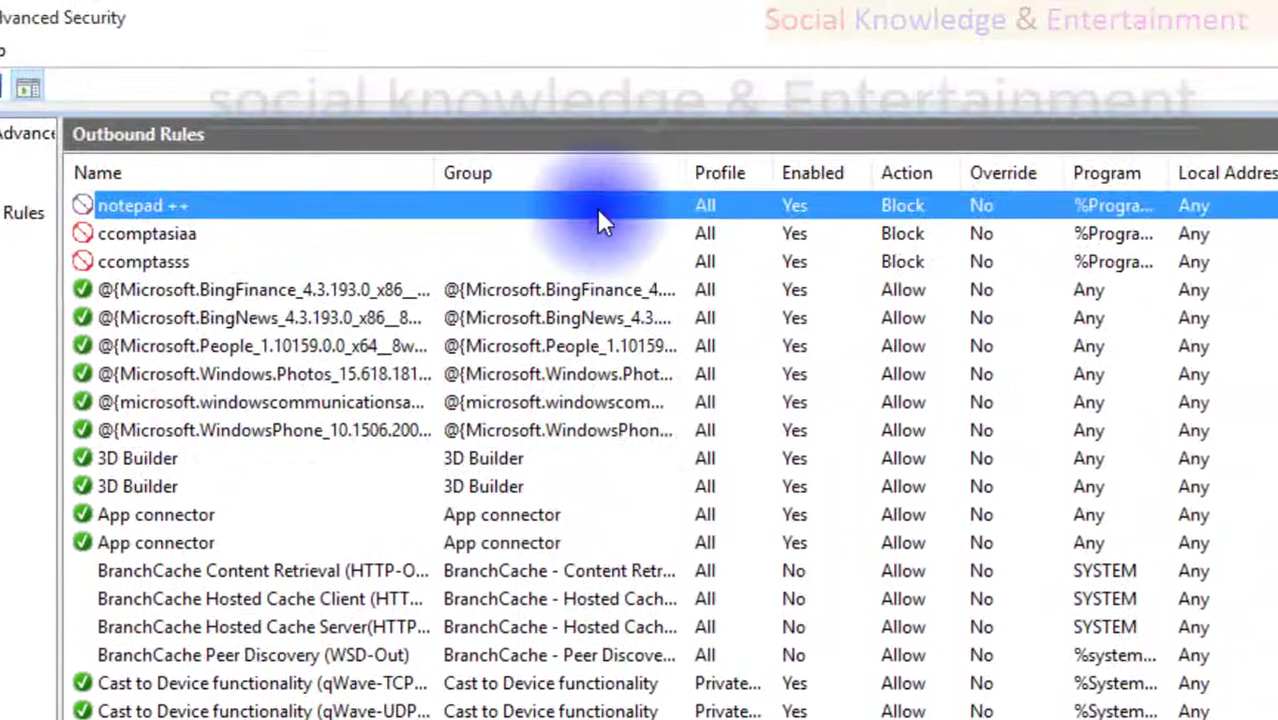 dvanced Security
Social Knowledge & Entertainment
p
social knowledge & Entertainment
Advance
Outbound Rules
Name Group Profile Enabled Action Override Program Local Addres
Rules
notepad ++ All Yes Block No %Progra... Any
ccomptasiaa All Yes Block No %Progra... Any
ccomptasss All Yes Block No %Progra... Any
@{Microsoft.BingFinance_4.3.193.0_x86__... @{Microsoft.BingFinance_4.... All Yes Allow No Any Any
@{Microsoft.BingNews_4.3.193.0_x86__8... @{Microsoft.BingNews_4.3.... All Yes Allow No Any Any
@{Microsoft.People_1.10159.0.0_x64__8w... @{Microsoft.People_1.10159... All Yes Allow No Any Any
@{Microsoft.Windows.Photos_15.618.181... @{Microsoft.Windows.Phot... All Yes Allow No Any Any
@{microsoft.windowscommunicationsa... @{microsoft.windowscom... All Yes Allow No Any Any
@{Microsoft.WindowsPhone_10.1506.200... @{Microsoft.WindowsPhon... All Yes Allow No Any Any
3D Builder 3D Builder All Yes Allow No Any Any
3D Builder 3D Builder All Yes Allow No Any Any
App connector App connector All Yes Allow No Any Any
App connector App connector All Yes Allow No Any Any
BranchCache Content Retrieval (HTTP-O... BranchCache - Content Retr... All No Allow No SYSTEM Any
BranchCache Hosted Cache Client (HTT... BranchCache - Hosted Cach... All No Allow No SYSTEM Any
BranchCache Hosted Cache Server(HTTP... BranchCache - Hosted Cach... All No Allow No SYSTEM Any
BranchCache Peer Discovery (WSD-Out) BranchCache - Peer Discove... All No Allow No %system... Any
Cast to Device functionality (qWave-TCP... Cast to Device functionality Private... Yes Allow No %System... Any
Cast to Device functionality (qWave-UDP... Cast to Device functionality Private... Yes Allow No %System... Any